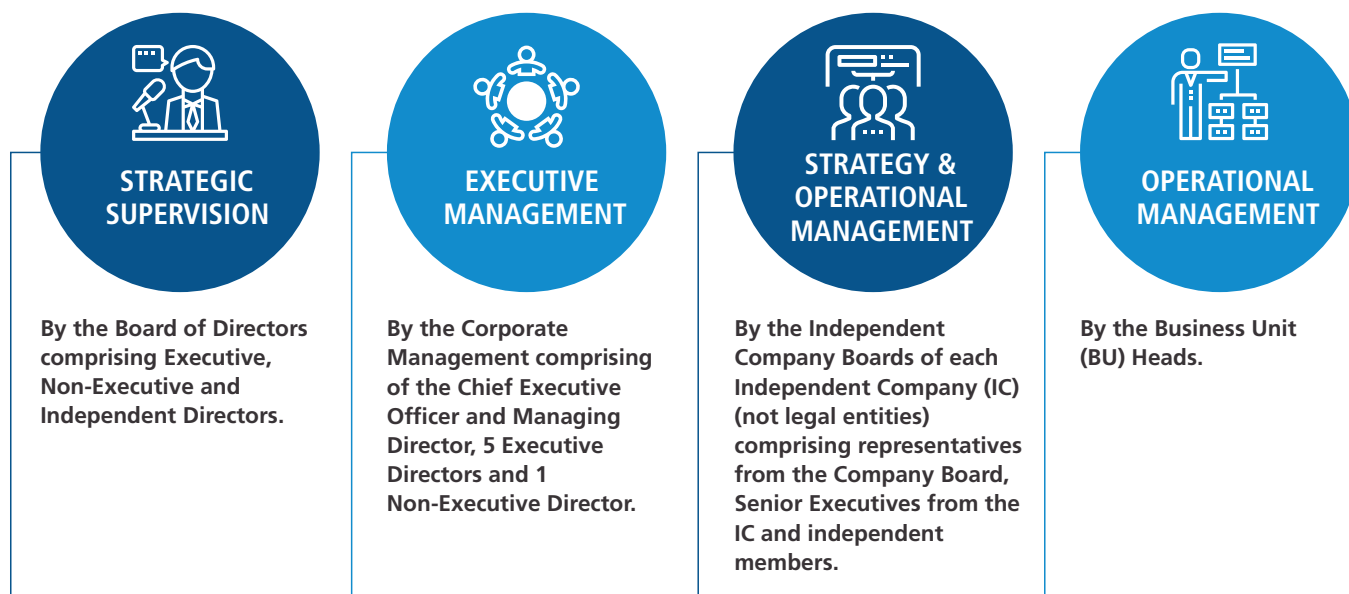 STRATEGIC
SUPERVISION
By the Board of Directors
comprising Executive,
Non-Executive and
Independent Directors.
EXECUTIVE
MANAGEMENT
By the Corporate
Management comprising
of the Chief Executive
Officer and Managing
Director, 5 Executive
Directors and 1
Non-Executive Director.
STRATEGY &
OPERATIONAL
MANAGEMENT
By the Independent
Company Boards of each
Independent Company (IC)
(not legal entities)
comprising representatives
from the Company Board,
Senior Executives from the
IC and independent
members.
OPERATIONAL
MANAGEMENT
By the Business Unit
(BU) Heads.